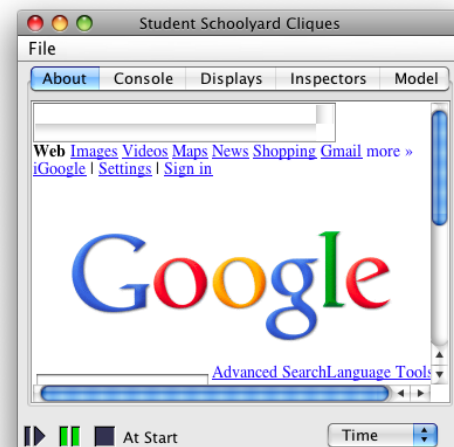 Student Schoolyard Cliques
File
About Console Displays Inspectors Model
Web Images Videos Maps News Shopping Gmail more »
iGoogle | Settings | Sign in
Google
Advanced SearchLanguage Tools
At Start Time